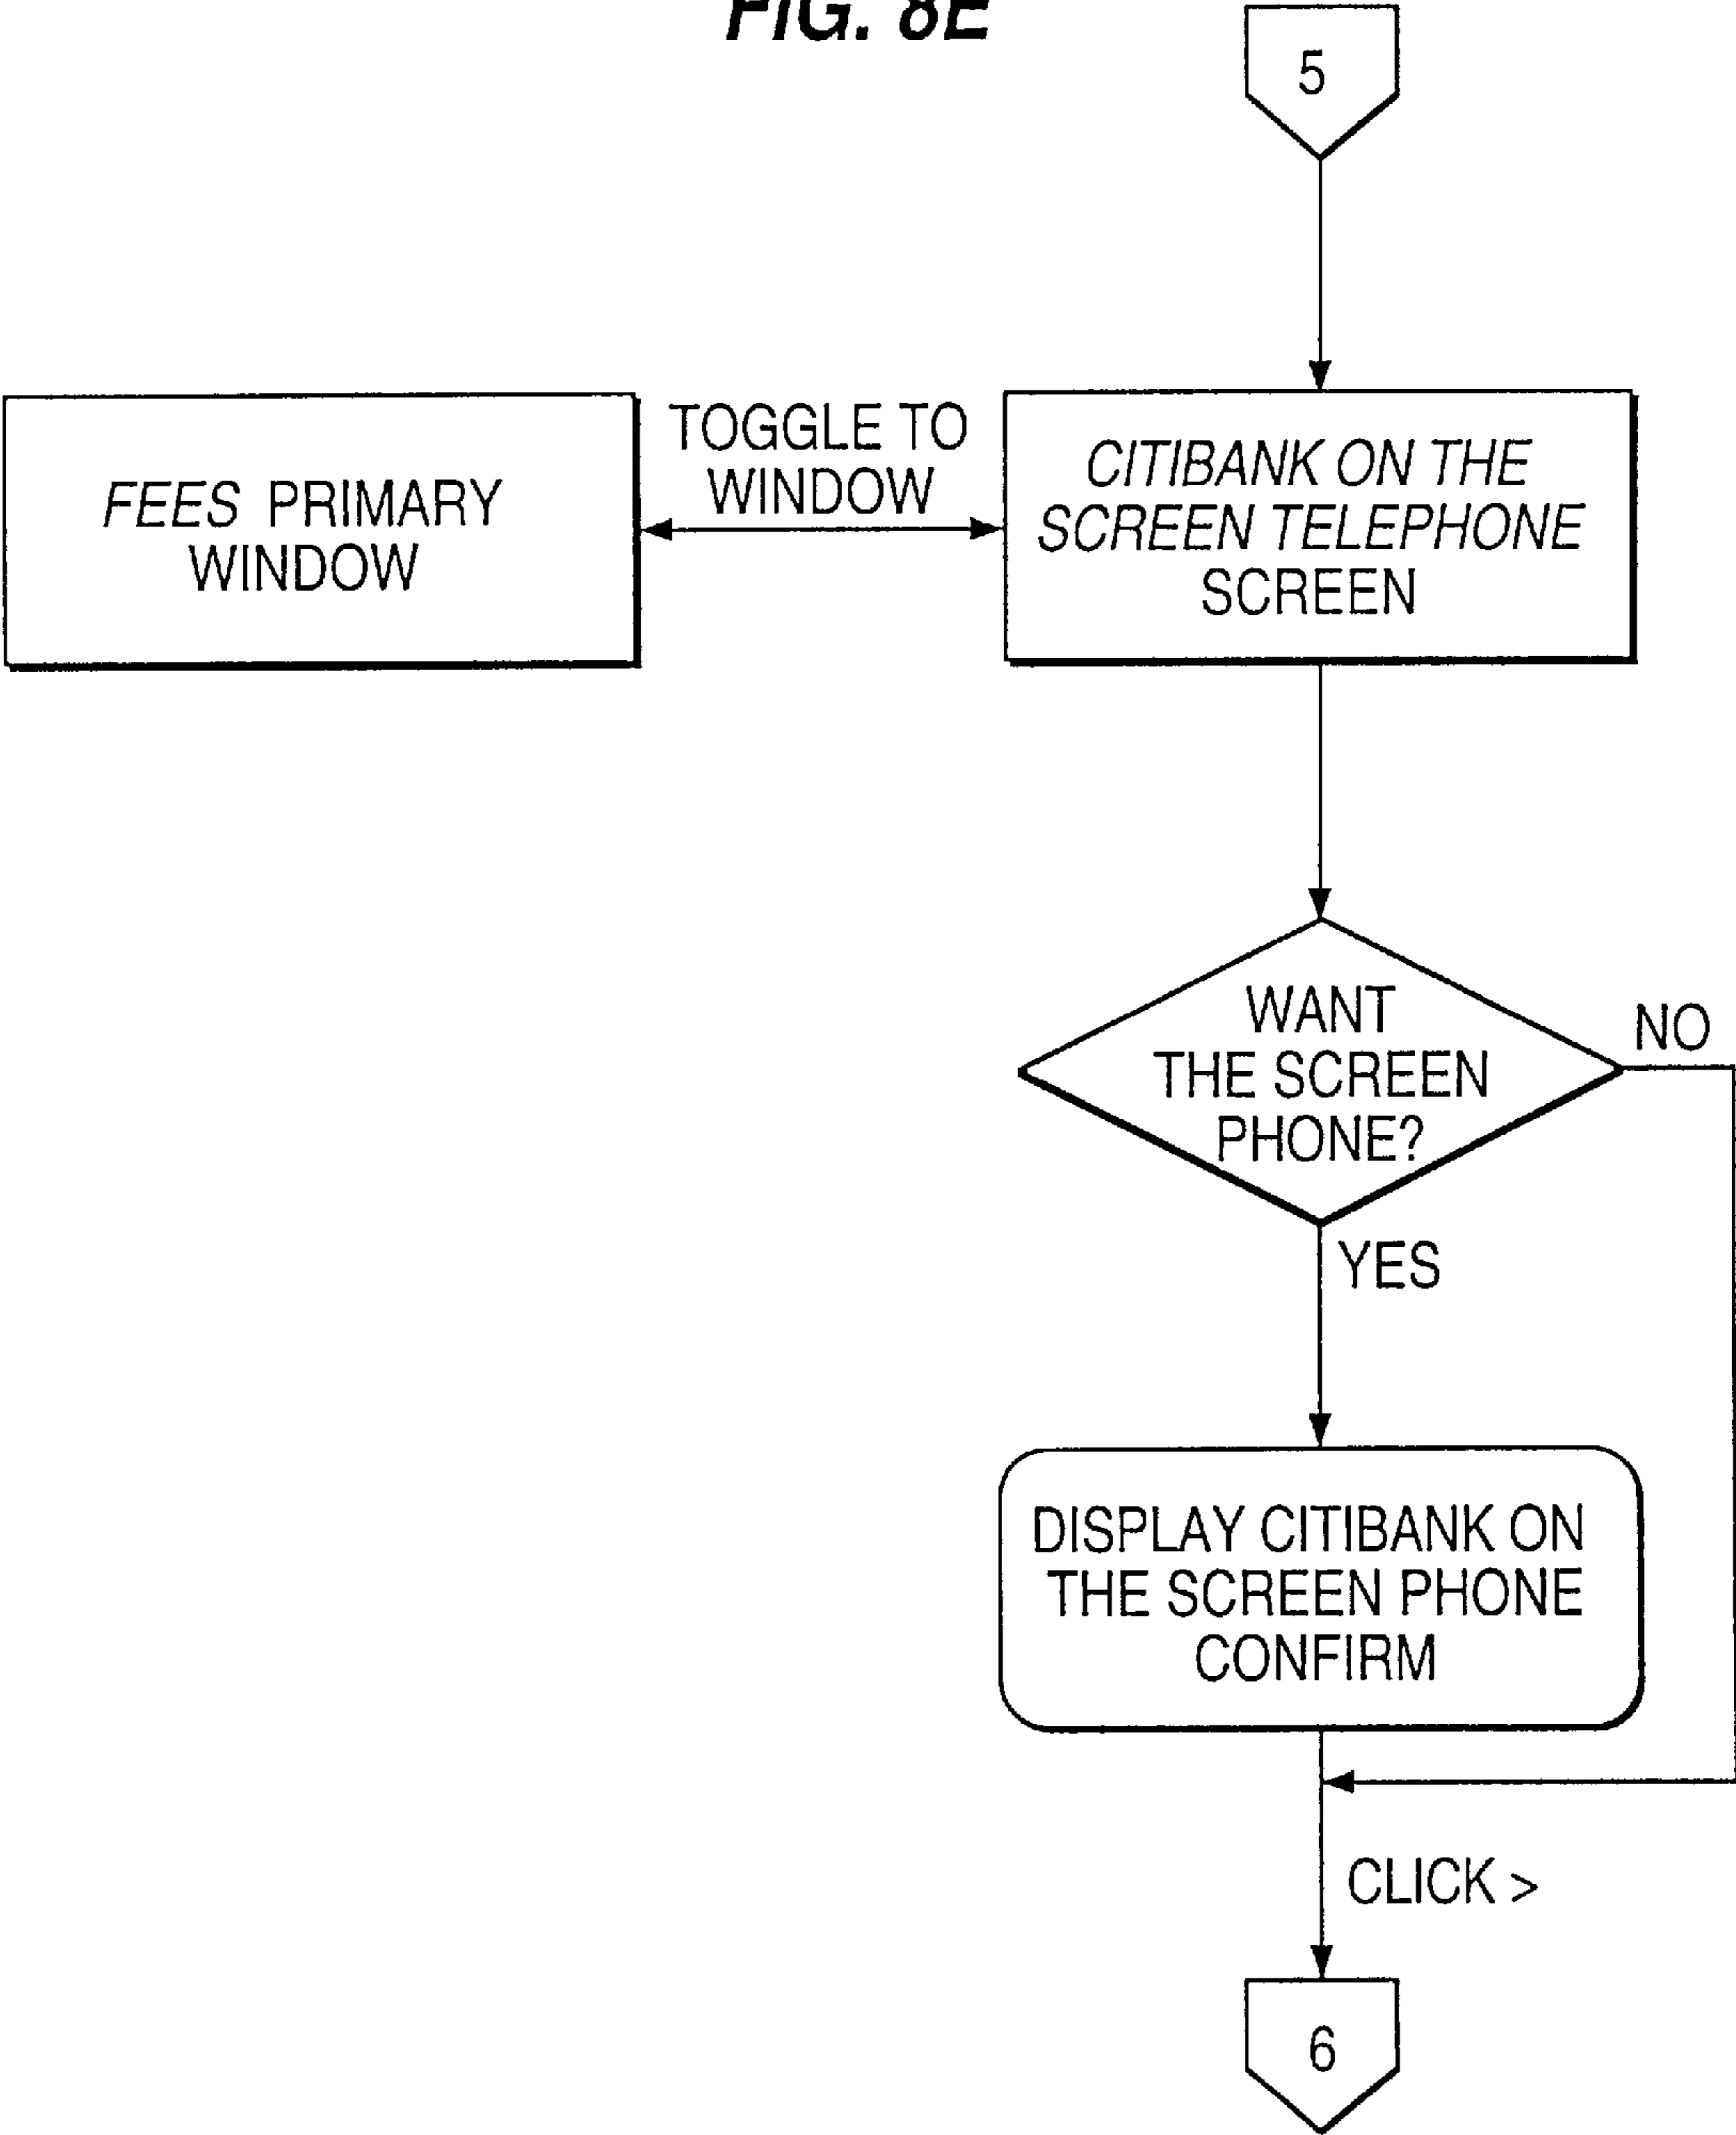 FIG. 8E
5
FEES PRIMARY
WINDOW
TOGGLE TO
WINDOW
CITIBANK ON THE
SCREEN TELEPHONE
SCREEN
WANT
THE SCREEN
PHONE?
NO
YES
DISPLAY CITIBANK ON
THE SCREEN PHONE
CONFIRM
CLICK >
6